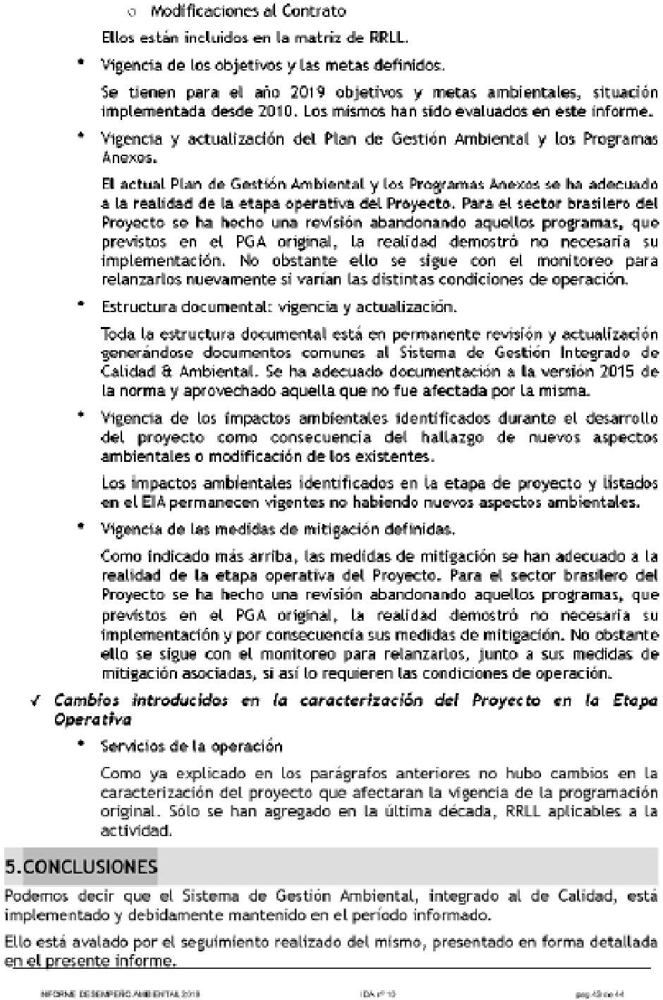 o Modificaciones al Contrato
Ellos están incluidos en la matriz de RRLL.
• Vigencia de los objetivos y las metas definidos.
Se tienen para el año 2019 objetivos y metas ambientales, situación
implementada desde 2010. Los mismos han sido evaluados en este informe.
• Vigencia y actualización del Plan de Gestión Ambiental y los Programas
Anexos.
El actual Plan de Gestión Ambiental y los Programas Anexos se ha adecuado
a la realidad de la etapa operativa del Proyecto. Para el sector brasilero del
Proyecto se ha hecho una revisión abandonando aquellos programas, que
previstos en el PGA original, la realidad demostró no necesaria su
implementación. No obstante ello se sigue con el monitoreo para
relanzarlos nuevamente si varían las distintas condiciones de operación.
• Estructura documental: vigencia y actualización.
Toda la estructura documental está en permanente revisión y actualización
generándose documentos comunes al Sistema de Gestión Integrado de
Calidad & Ambiental. Se ha adecuado documentación a la versión 2015 de
la norma y aprovechado aquella que no fue afectada por la misma.
• Vigencia de los impactos ambientales identificados durante el desarrollo
del proyecto como consecuencia del hallazgo de nuevos aspectos
ambientales o modificación de los existentes.
Los impactos ambientales identificados en la etapa de proyecto y listados
en el EIA permanecen vigentes no habiendo nuevos aspectos ambientales.
• Vigencia de las medidas de mitigación definidas.
Como indicado más arriba, las medidas de mitigación se han adecuado a la
realidad de la etapa operativa del Proyecto. Para el sector brasilero del
Proyecto se ha hecho una revisión abandonando aquellos programas, que
previstos en el PGA original, la realidad demostró no necesaria su
implementación y por consecuencia sus medidas de mitigación. No obstante
ello se sigue con el monitoreo para relanzarlos, junto a sus medidas de
mitigación asociadas, si así lo requieren las condiciones de operación.
✓ Cambios introducidos en la caracterización del Proyecto en la Etapa
Operativa
• Servicios de la operación
Como ya explicado en los parágrafos anteriores no hubo cambios en la
caracterización del proyecto que afectaran la vigencia de la programación
original. Sólo se han agregado en la última década, RRLL aplicables a la
actividad.
5.CONCLUSIONES
Podemos decir que el Sistema de Gestión Ambiental, integrado al de Calidad, está
implementado y debidamente mantenido en el período informado.
Ello está avalado por el seguimiento realizado del mismo, presentado en forma detallada
en el presente informe.
INFORME DESEMPEÑO AMBIENTAL 2019 IDA nº 10 pag 43 de 44